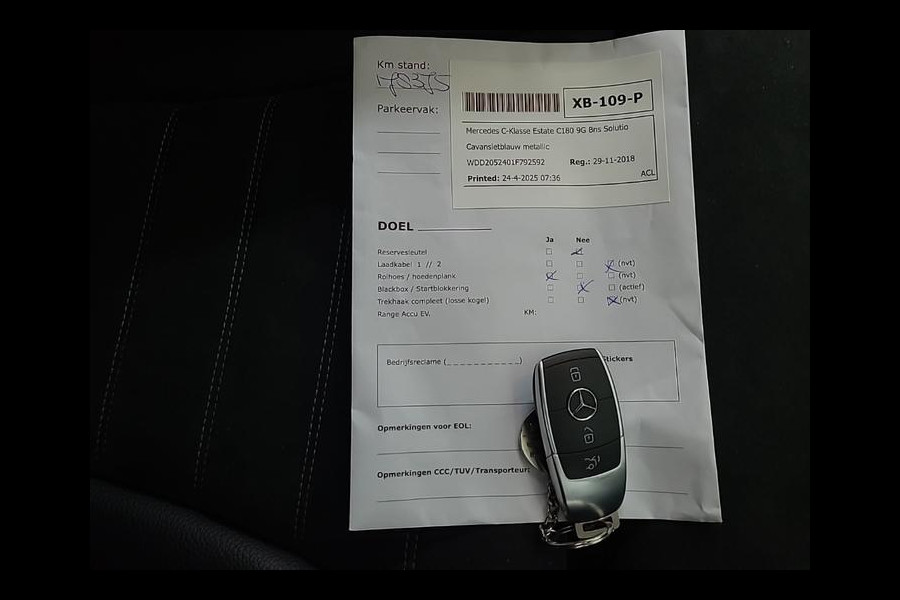 Km stand:
Parkeervak:
XB-109-P
Mercedes C-Klasse Estate C180 9G Bns Solutio
Cavansietblauw metallic
WDD2052401F792592 Reg.: 29-11-2018
Printed: 24-4-2025 07:36 ACL
DOEL
Ja Nee
Reservesleutel
Laadkabel 1 // 2 (nvt)
Rolhoes / hoedenplank (nvt)
Blackbox / Startblokkering (actief)
Trekhaak compleet (losse kogel) (nvt)
Range Accu EV. KM:
Bedrijfsreclame (_ _ _ _ _ _ _ _ _ _ _ _) Stickers
Opmerkingen voor EOL:
Opmerkingen CCC/TUV/Transporteur: